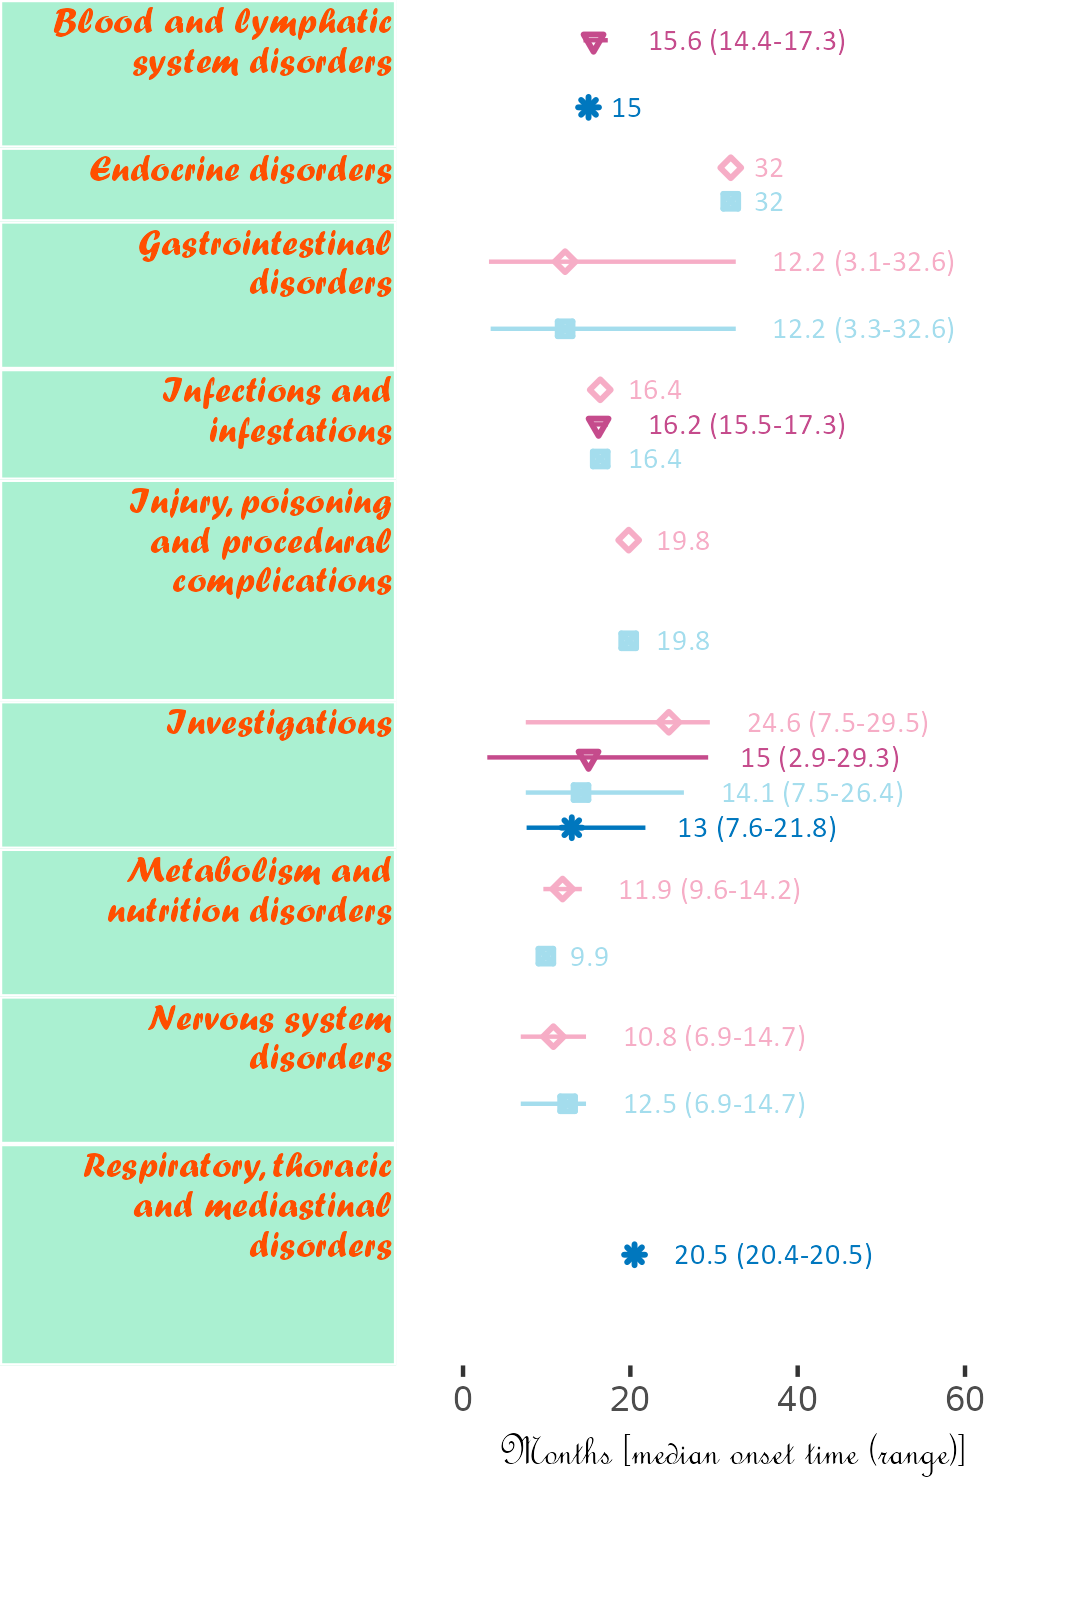 Blood and lymphatic
system disorders
15.6 (14.4-17.3)
15
Endocrine disorders
32
32
Gastrointestinal
disorders
12.2 (3.1-32.6)
12.2 (3.3-32.6)
Infections and
infestations
16.4
16.2 (15.5-17.3)
16.4
Injury, poisoning
and procedural
complications
19.8
19.8
Investigations
24.6 (7.5-29.5)
15 (2.9-29.3)
14.1 (7.5-26.4)
13 (7.6-21.8)
Metabolism and
nutrition disorders
11.9 (9.6-14.2)
9.9
Nervous system
disorders
10.8 (6.9-14.7)
12.5 (6.9-14.7)
Respiratory, thoracic
and mediastinal
disorders
20.5 (20.4-20.5)
0 20 40 60
Months [median onset time (range)]